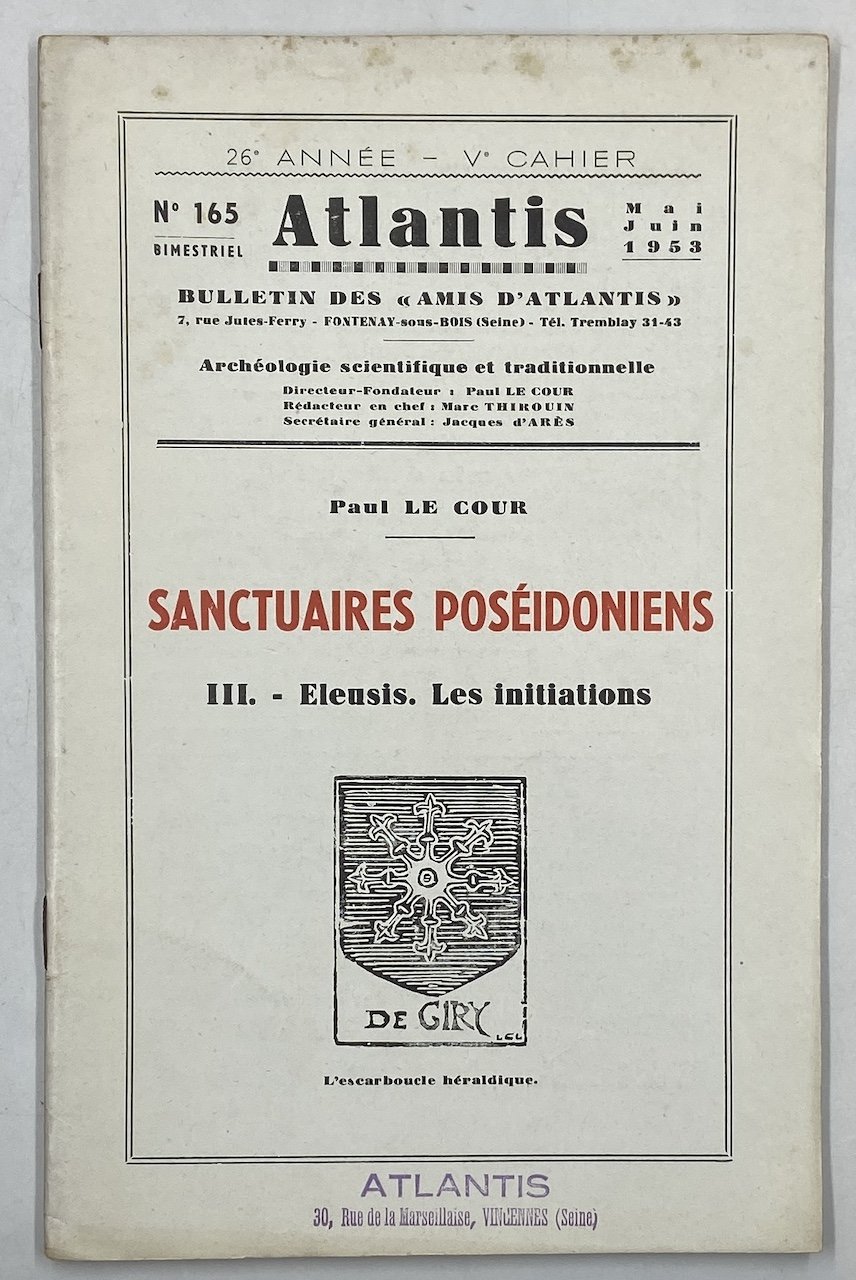 26e ANNÉE - Ve CAHIER
No 165
BIMESTRIEL
Atlantis
Mai
Juin
1953
BULLETIN DES « AMIS D'ATLANTIS »
7, rue Jules-Ferry - FONTENAY-sous-BOIS (Seine) - Tél. Tremblay 31-43
Archéologie scientifique et traditionnelle
Directeur-Fondateur : Paul LE COUR
Rédacteur en chef : Marc THIROUIN
Secrétaire général : Jacques d'ARÈS
Paul LE COUR
SANCTUAIRES POSÉIDONIENS
III. - Eleusis. Les initiations
DE GIRY
LCL
L'escarboucle héraldique.
ATLANTIS
30, Rue de la Marseillaise, VINCENNES (Seine)